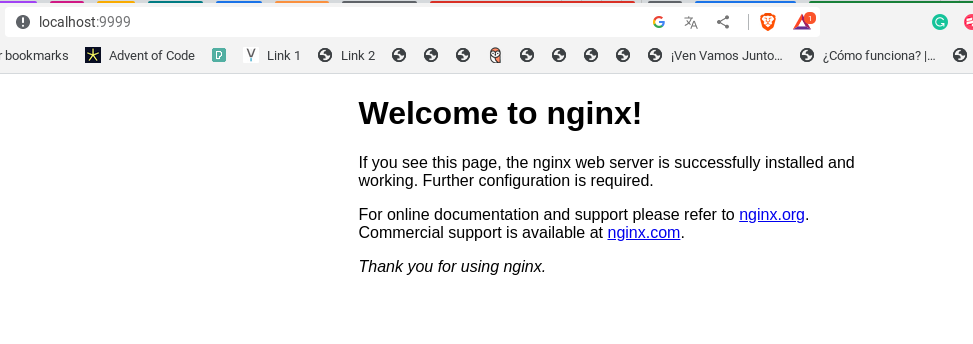 localhost:9999
1
r bookmarks Advent of Code Link 1 Link 2 ¡Ven Vamos Junto... ¿Cómo funciona? |...
Welcome to nginx!
If you see this page, the nginx web server is successfully installed and
working. Further configuration is required.
For online documentation and support please refer to nginx.org.
Commercial support is available at nginx.com.
Thank you for using nginx.